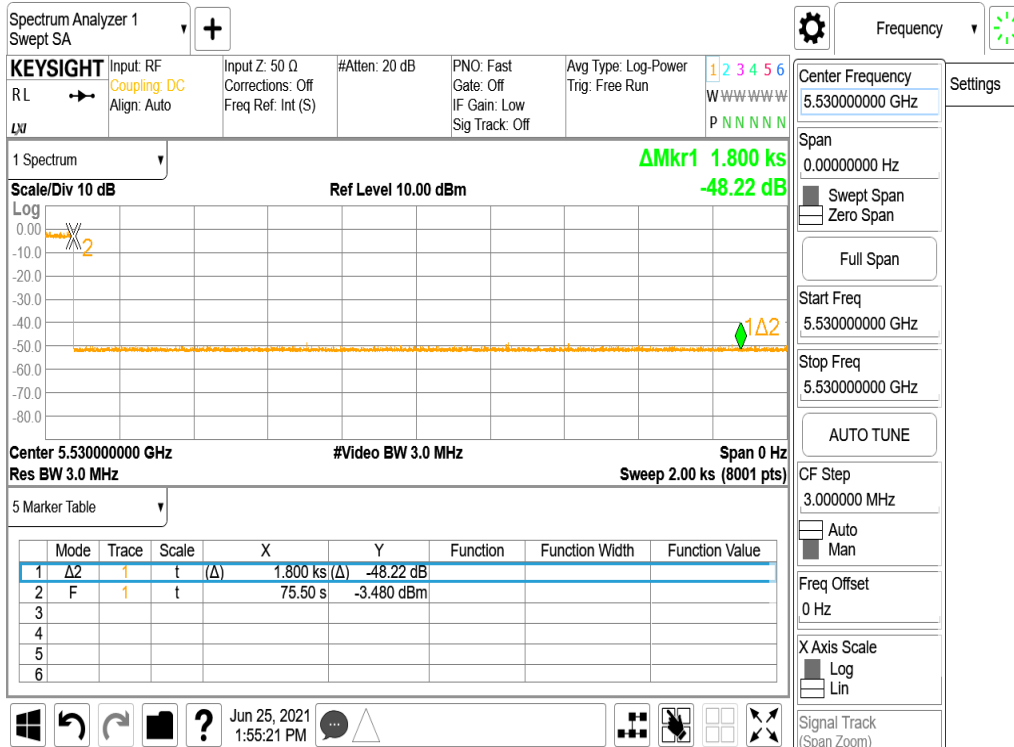 Spectrum Analyzer 1
Swept SA
+
Frequency
KEYSIGHT
R L
LXI
Input: RF
Coupling: DC
Align: Auto
Input Z: 50 Ω
Corrections: Off
Freq Ref: Int (S)
#Atten: 20 dB
PNO: Fast
Gate: Off
IF Gain: Low
Sig Track: Off
Avg Type: Log-Power
Trig: Free Run
1 2 3 4 5 6
W W W W W W
P N N N N N
1 Spectrum
ΔMkr1 1.800 ks
-48.22 dB
Scale/Div 10 dB
Ref Level 10.00 dBm
Log
0.00
-10.0
-20.0
-30.0
-40.0
-50.0
-60.0
-70.0
-80.0
2
1Δ2
Center 5.530000000 GHz
#Video BW 3.0 MHz
Span 0 Hz
Res BW 3.0 MHz
Sweep 2.00 ks (8001 pts)
5 Marker Table
Mode Trace Scale X Y Function Function Width Function Value
1 Δ2 1 t (Δ) 1.800 ks (Δ) -48.22 dB
2 F 1 t 75.50 s -3.480 dBm
3
4
5
6
?
Jun 25, 2021
1:55:21 PM
Center Frequency
5.530000000 GHz
Settings
Span
0.00000000 Hz
Swept Span
Zero Span
Full Span
Start Freq
5.530000000 GHz
Stop Freq
5.530000000 GHz
AUTO TUNE
CF Step
3.000000 MHz
Auto
Man
Freq Offset
0 Hz
X Axis Scale
Log
Lin
Signal Track
(Span Zoom)